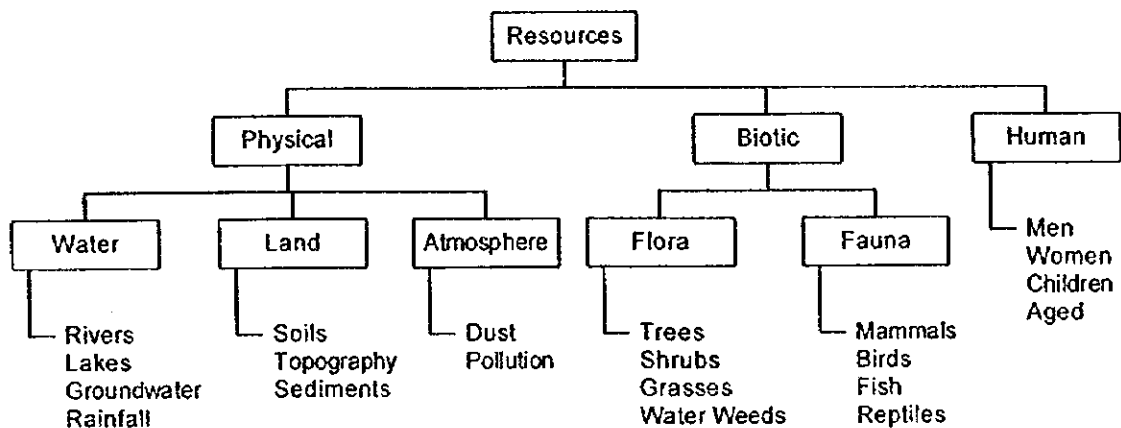 Resources
Physical
Biotic
Human
Water
Land
Atmosphere
Flora
Fauna
Men
Women
Children
Aged
Rivers
Lakes
Groundwater
Rainfall
Soils
Topography
Sediments
Dust
Pollution
Trees
Shrubs
Grasses
Water Weeds
Mammals
Birds
Fish
Reptiles